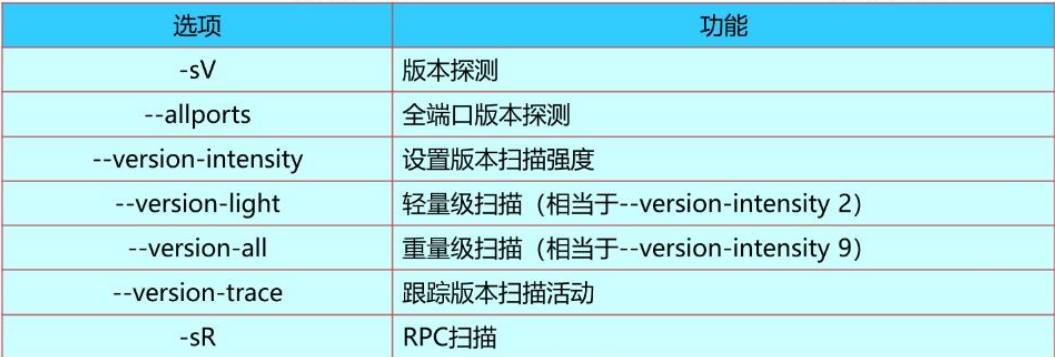 选项 功能
-sV 版本探测
--allports 全端口版本探测
--version-intensity 设置版本扫描强度
--version-light 轻量级扫描（相当于--version-intensity 2）
--version-all 重量级扫描（相当于--version-intensity 9）
--version-trace 跟踪版本扫描活动
-sR RPC扫描